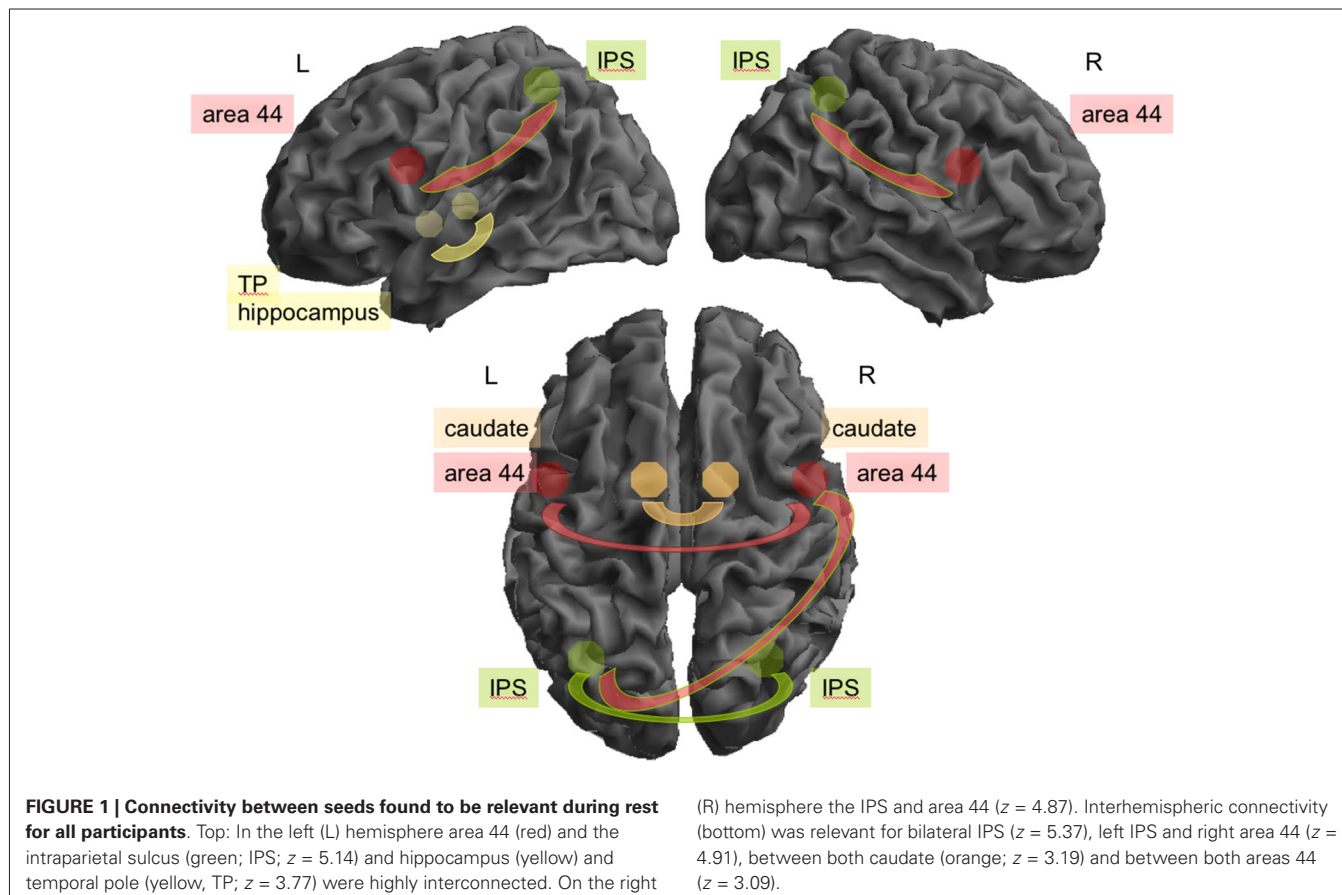 L
IPS
area 44
TP
hippocampus
IPS
R
area 44
L
R
caudate
caudate
area 44
area 44
IPS
IPS
FIGURE 1 | Connectivity between seeds found to be relevant during rest
for all participants. Top: In the left (L) hemisphere area 44 (red) and the
intraparietal sulcus (green; IPS; z = 5.14) and hippocampus (yellow) and
temporal pole (yellow, TP; z = 3.77) were highly interconnected. On the right
(R) hemisphere the IPS and area 44 (z = 4.87). Interhemispheric connectivity
(bottom) was relevant for bilateral IPS (z = 5.37), left IPS and right area 44 (z =
4.91), between both caudate (orange; z = 3.19) and between both areas 44
(z = 3.09).